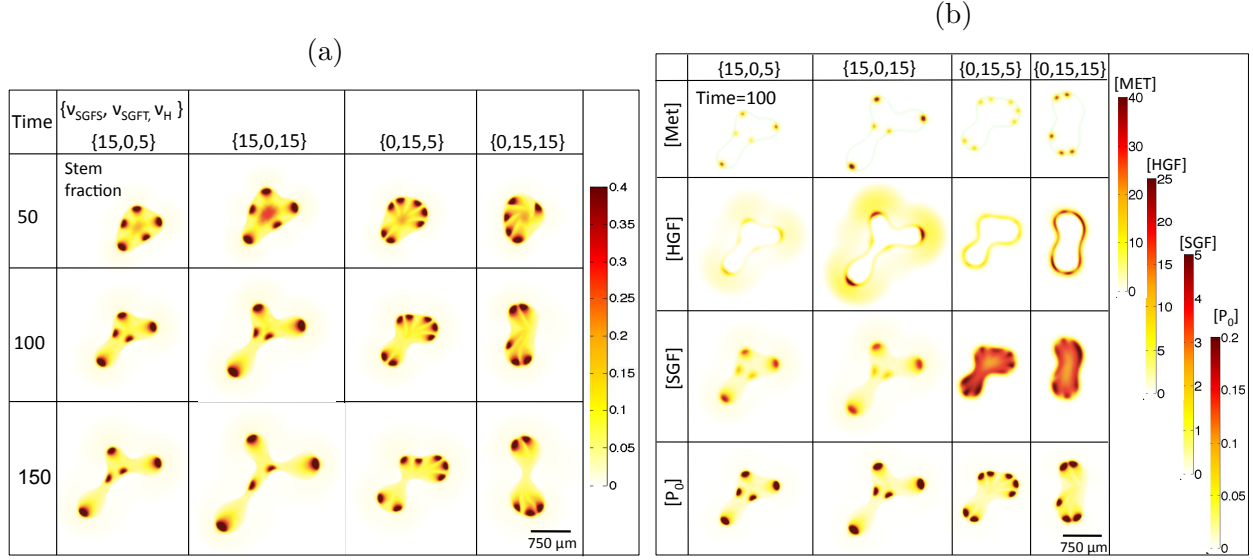 (a)
Time
{νSGFS, νSGFT, νH }
{15,0,5}
{15,0,15}
{0,15,5}
{0,15,15}
Stem
fraction
50
100
150
0.4
0.35
0.3
0.25
0.2
0.15
0.1
0.05
0
750 μm
(b)
{15,0,5}
{15,0,15}
{0,15,5}
{0,15,15}
Time=100
[Met]
[HGF]
[SGF]
[P₀]
[MET]
40
30
20
10
0
[HGF]
25
20
15
10
5
0
[SGF]
5
4
3
2
1
0
[P₀]
0.2
0.15
0.1
0.05
0
750 μm